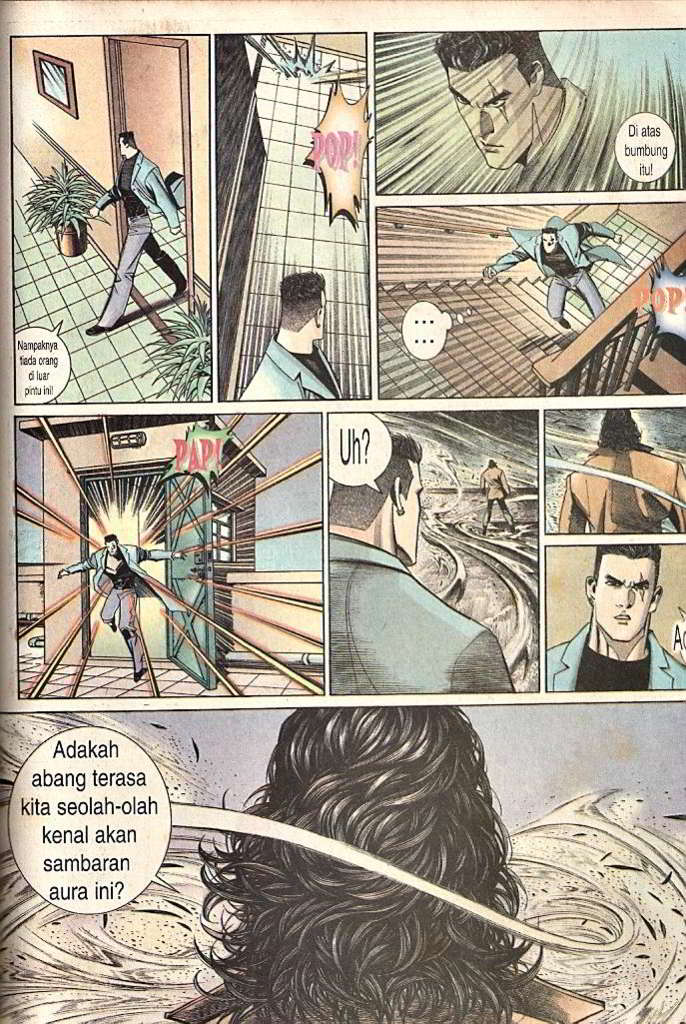 Nampaknya
tiada orang
di luar
pintu ini!
POP!
Di atas
bumbung
itu!
...
...
POP!
PAP!
Uh?
Adakah
abang terasa
kita seolah-olah
kenal akan
sambaran
aura ini?